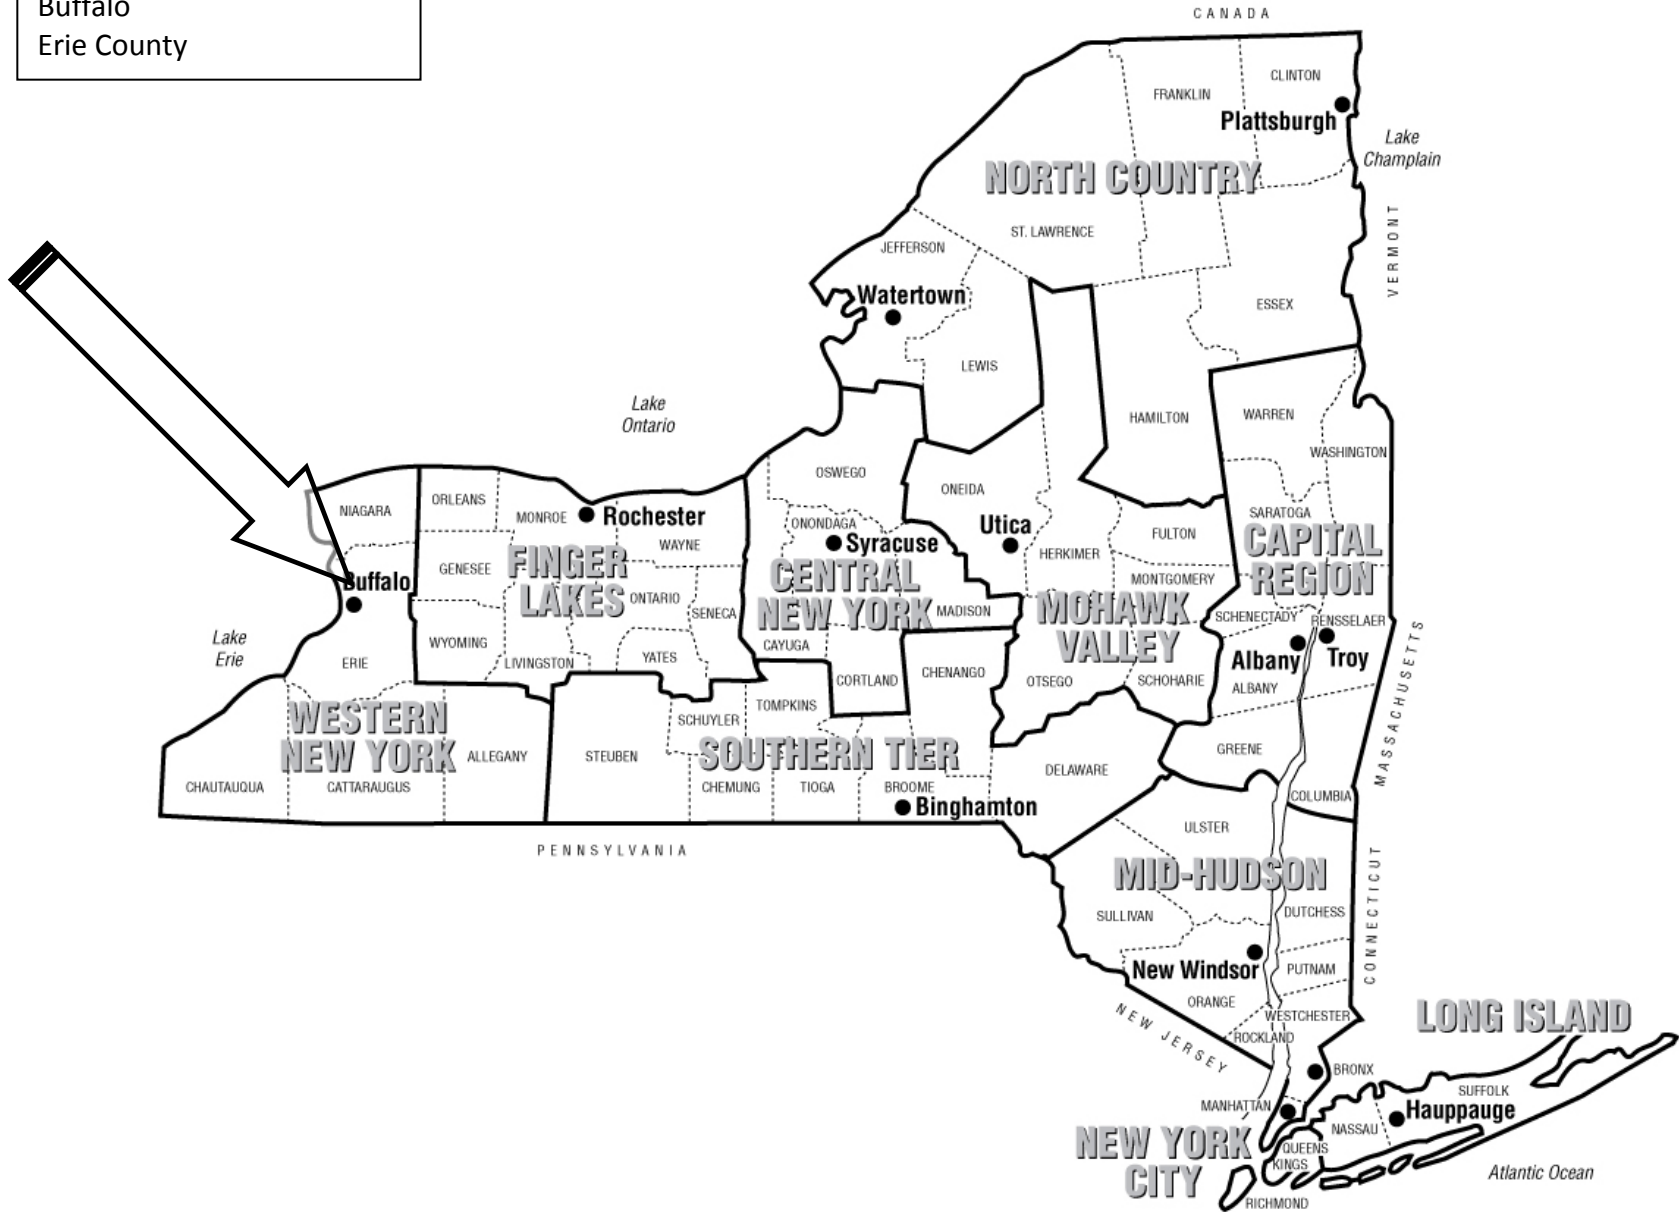 Buffalo
Erie County
CANADA
CLINTON
FRANKLIN
Plattsburgh
Lake
Champlain
NORTH COUNTRY
VERMONT
ST. LAWRENCE
JEFFERSON
Watertown
ESSEX
LEWIS
Lake
Ontario
HAMILTON
WARREN
WASHINGTON
OSWEGO
ONEIDA
NIAGARA
ORLEANS
MONROE
Rochester
WAYNE
ONONDAGA
Syracuse
Utica
HERKIMER
FULTON
SARATOGA
CAPITAL
REGION
GENESEE
FINGER
LAKES
ONTARIO
SENECA
CENTRAL
NEW YORK
MADISON
MONTGOMERY
MOHAWK
VALLEY
SCHENECTADY
RENSSELAER
Buffalo
Lake
Erie
ERIE
WYOMING
LIVINGSTON
YATES
CAYUGA
CORTLAND
CHENANGO
OTSEGO
SCHOHARIE
Albany
Troy
ALBANY
MASSACHUSETTS
WESTERN
NEW YORK
ALLEGANY
STEUBEN
SCHUYLER
TOMPKINS
SOUTHERN TIER
CHAUTAUQUA
CATTARAUGUS
CHEMUNG
TIOGA
BROOME
Binghamton
DELAWARE
GREENE
COLUMBIA
PENNSYLVANIA
ULSTER
MID-HUDSON
SULLIVAN
DUTCHESS
CONNECTICUT
New Windsor
PUTNAM
ORANGE
WESTCHESTER
ROCKLAND
NEW JERSEY
LONG ISLAND
BRONX
MANHATTAN
SUFFOLK
Hauppauge
NASSAU
NEW YORK
CITY
QUEENS
KINGS
RICHMOND
Atlantic Ocean